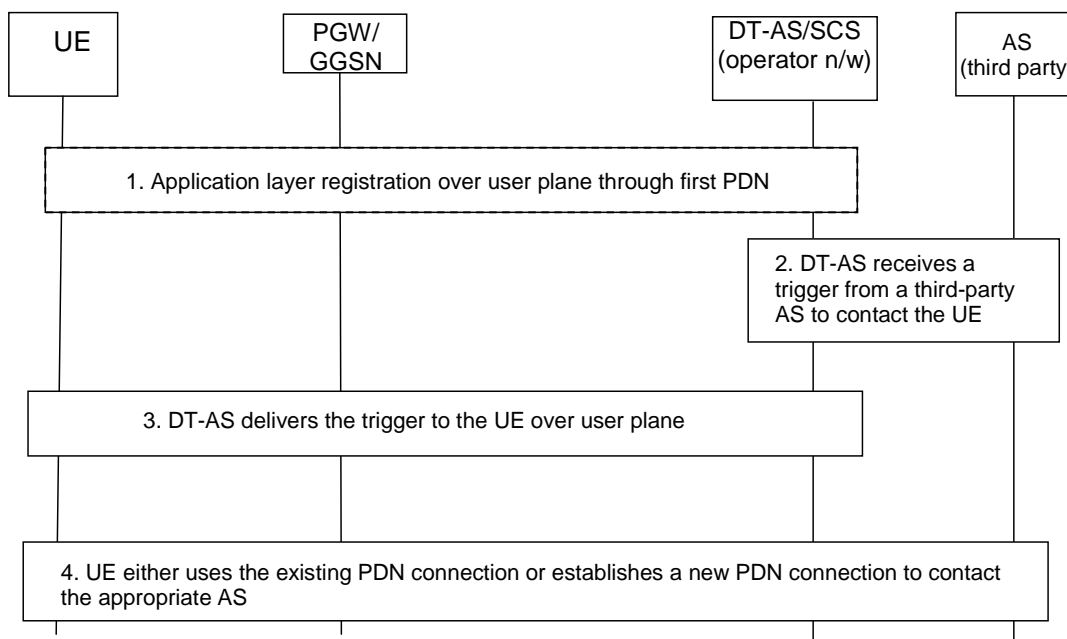 UE
PGW/
GGSN
DT-AS/SCS
(operator n/w)
AS
(third party
1. Application layer registration over user plane through first PDN
2. DT-AS receives a
trigger from a third-party
AS to contact the UE
3. DT-AS delivers the trigger to the UE over user plane
4. UE either uses the existing PDN connection or establishes a new PDN connection to contact
the appropriate AS